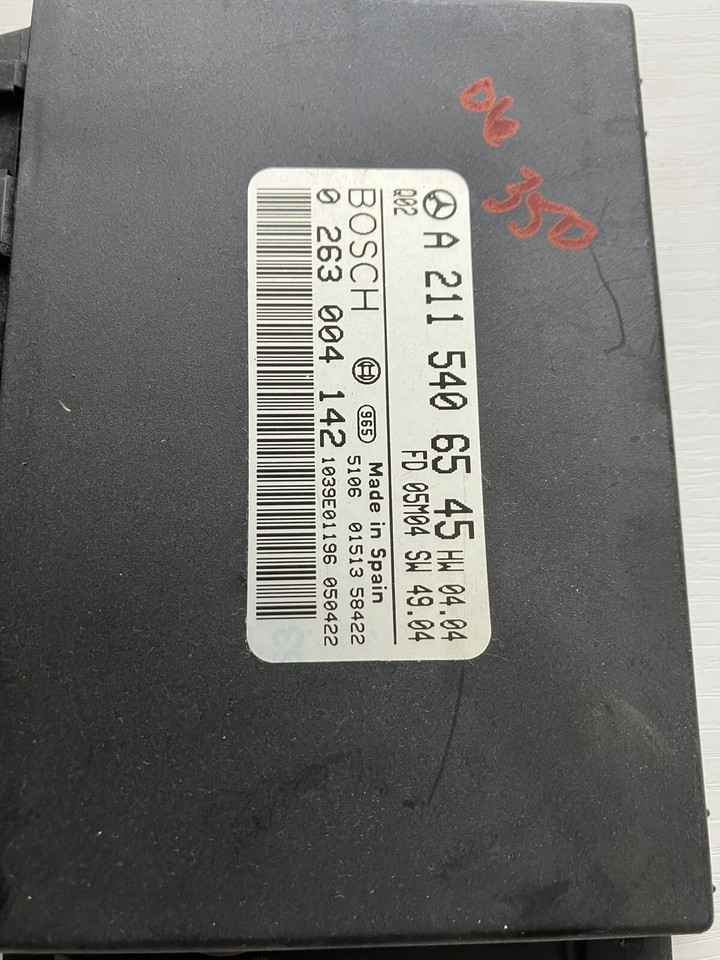 06
350
A 211 540 65 45 HW 04.04
Q02 FD 05M04 SW 49.04
BOSCH 965 Made in Spain
5106 01513 58422
0 263 004 142 1039E01196 050422